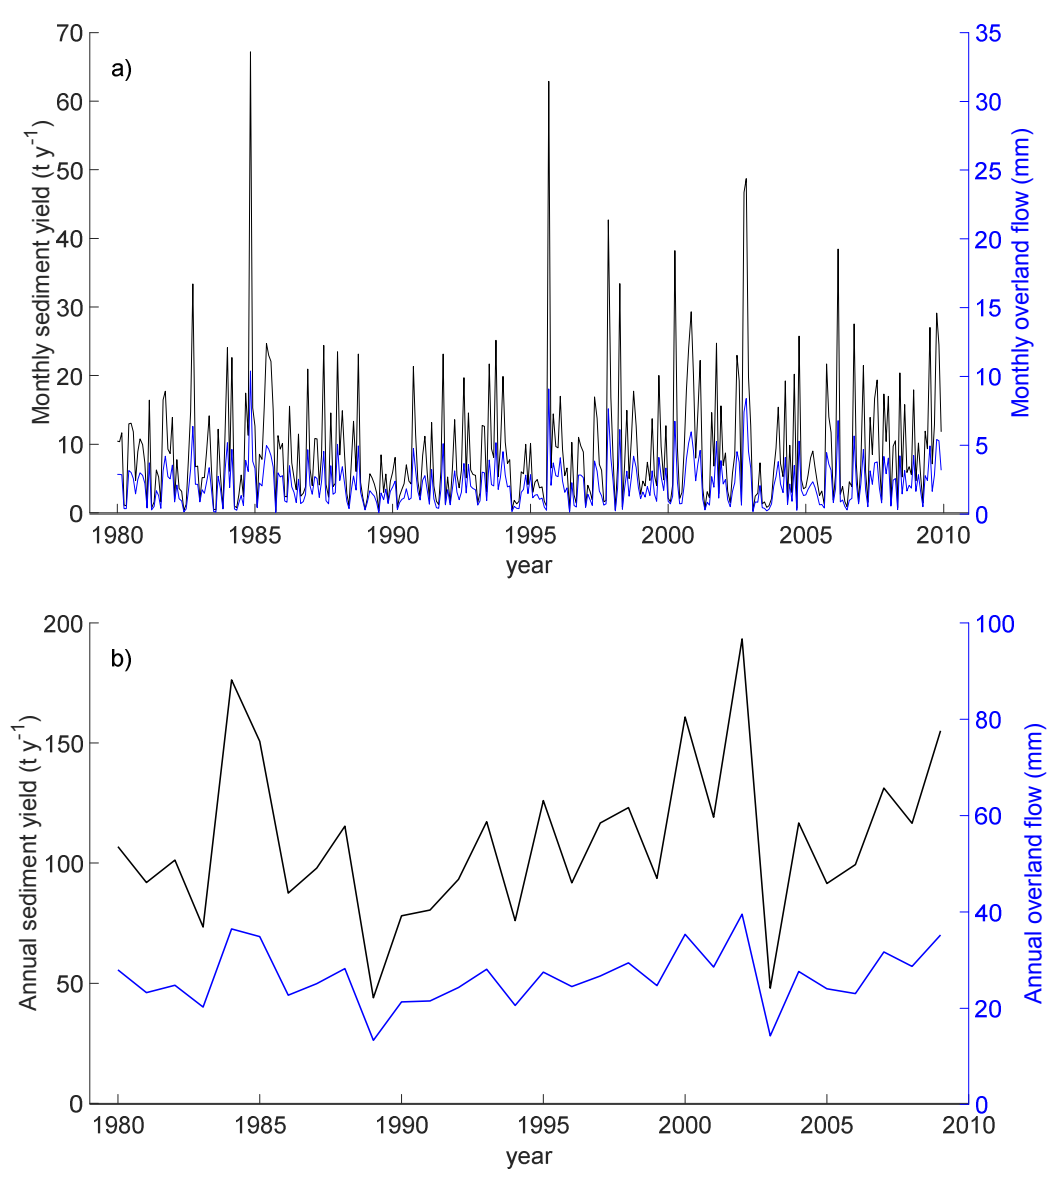 a)
Monthly sediment yield (t y-1)
70
60
50
40
30
20
10
0
35
30
25
20
15
10
5
0
Monthly overland flow (mm)
1980 1985 1990 1995 2000 2005 2010
year
b)
Annual sediment yield (t y-1)
200
150
100
50
0
100
80
60
40
20
0
Annual overland flow (mm)
1980 1985 1990 1995 2000 2005 2010
year